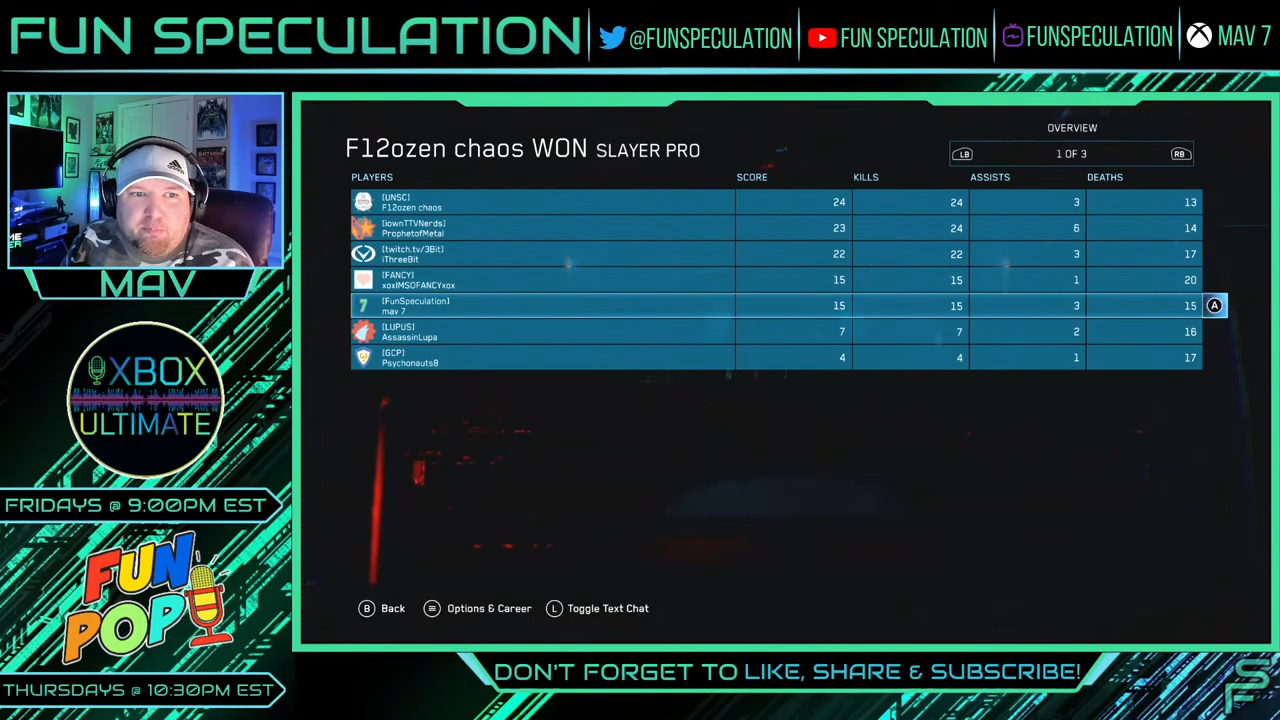 FUN SPECULATION
@FUNSPECULATION
FUN SPECULATION
FUNSPECULATION
MAV 7
F12ozen chaos WON SLAYER PRO
OVERVIEW
LB 1 OF 3 RB
PLAYERS SCORE KILLS ASSISTS DEATHS
[UNSC]
F12ozen chaos 24 24 3 13
[iownTTVNerds]
ProphetofMetal 23 24 6 14
[twitch.tv/3Bit]
iThreeBit 22 22 3 17
[FANCY]
xoxIMSOFANCYxox 15 15 1 20
7 [FunSpeculation]
mav 7 15 15 3 15 A
[LUPUS]
AssassinLupa 7 7 2 16
[GCP]
Psychonauts8 4 4 1 17
MAV
XBOX
ULTIMATE
FRIDAYS @ 9:00PM EST
FUN
POP
THURSDAYS @ 10:30PM EST
B Back Options & Career L Toggle Text Chat
DON'T FORGET TO LIKE, SHARE & SUBSCRIBE!
SF